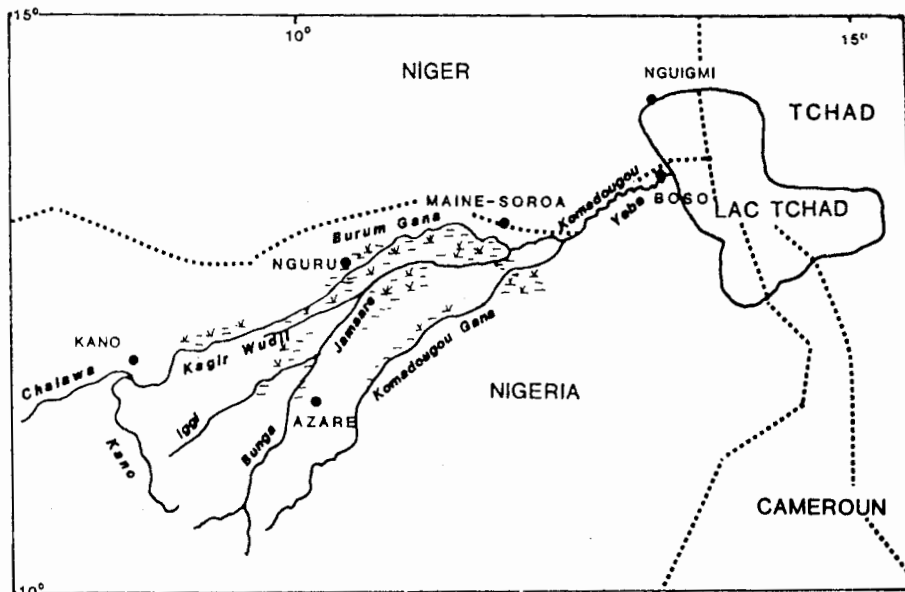 15°
10°
15°
NIGER
NGUIGMI
TCHAD
MAINE-SOROA
Komadougou
Yobe
BOSO
LAC TCHAD
Burum Gana
NGURU
KANO
Chalawa
Kagir Wudil
Jamaare
Komadougou Gana
NIGERIA
Iggi
AZARE
Bunga
Kano
CAMEROUN
10°